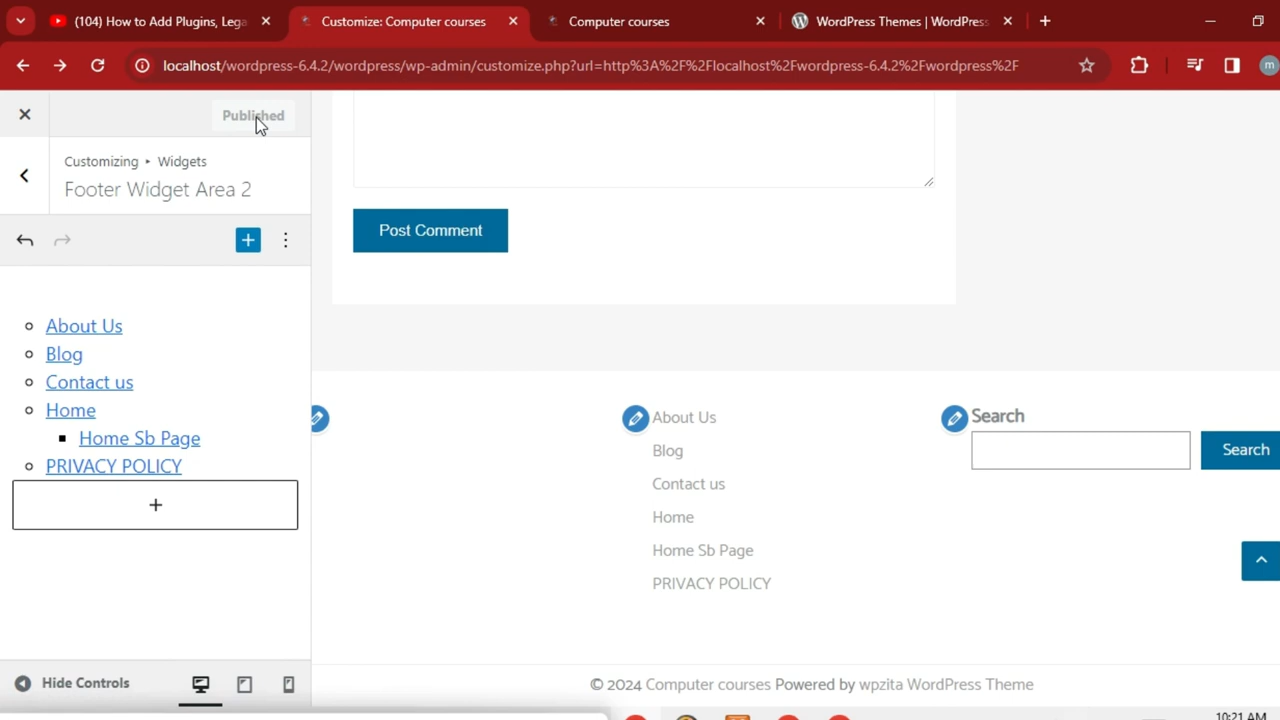 (104) How to Add Plugins, Lega
Customize: Computer courses
Computer courses
WordPress Themes | WordPres
localhost/wordpress-6.4.2/wordpress/wp-admin/customize.php?url=http%3A%2F%2Flocalhost%2Fwordpress-6.4.2%2Fwordpress%2F
m
Published
Customizing ‣ Widgets
Footer Widget Area 2
About Us
Blog
Contact us
Home
Home Sb Page
PRIVACY POLICY
Hide Controls
Post Comment
About Us
Blog
Contact us
Home
Home Sb Page
PRIVACY POLICY
Search
Search
© 2024 Computer courses Powered by wpzita WordPress Theme
10:21 AM